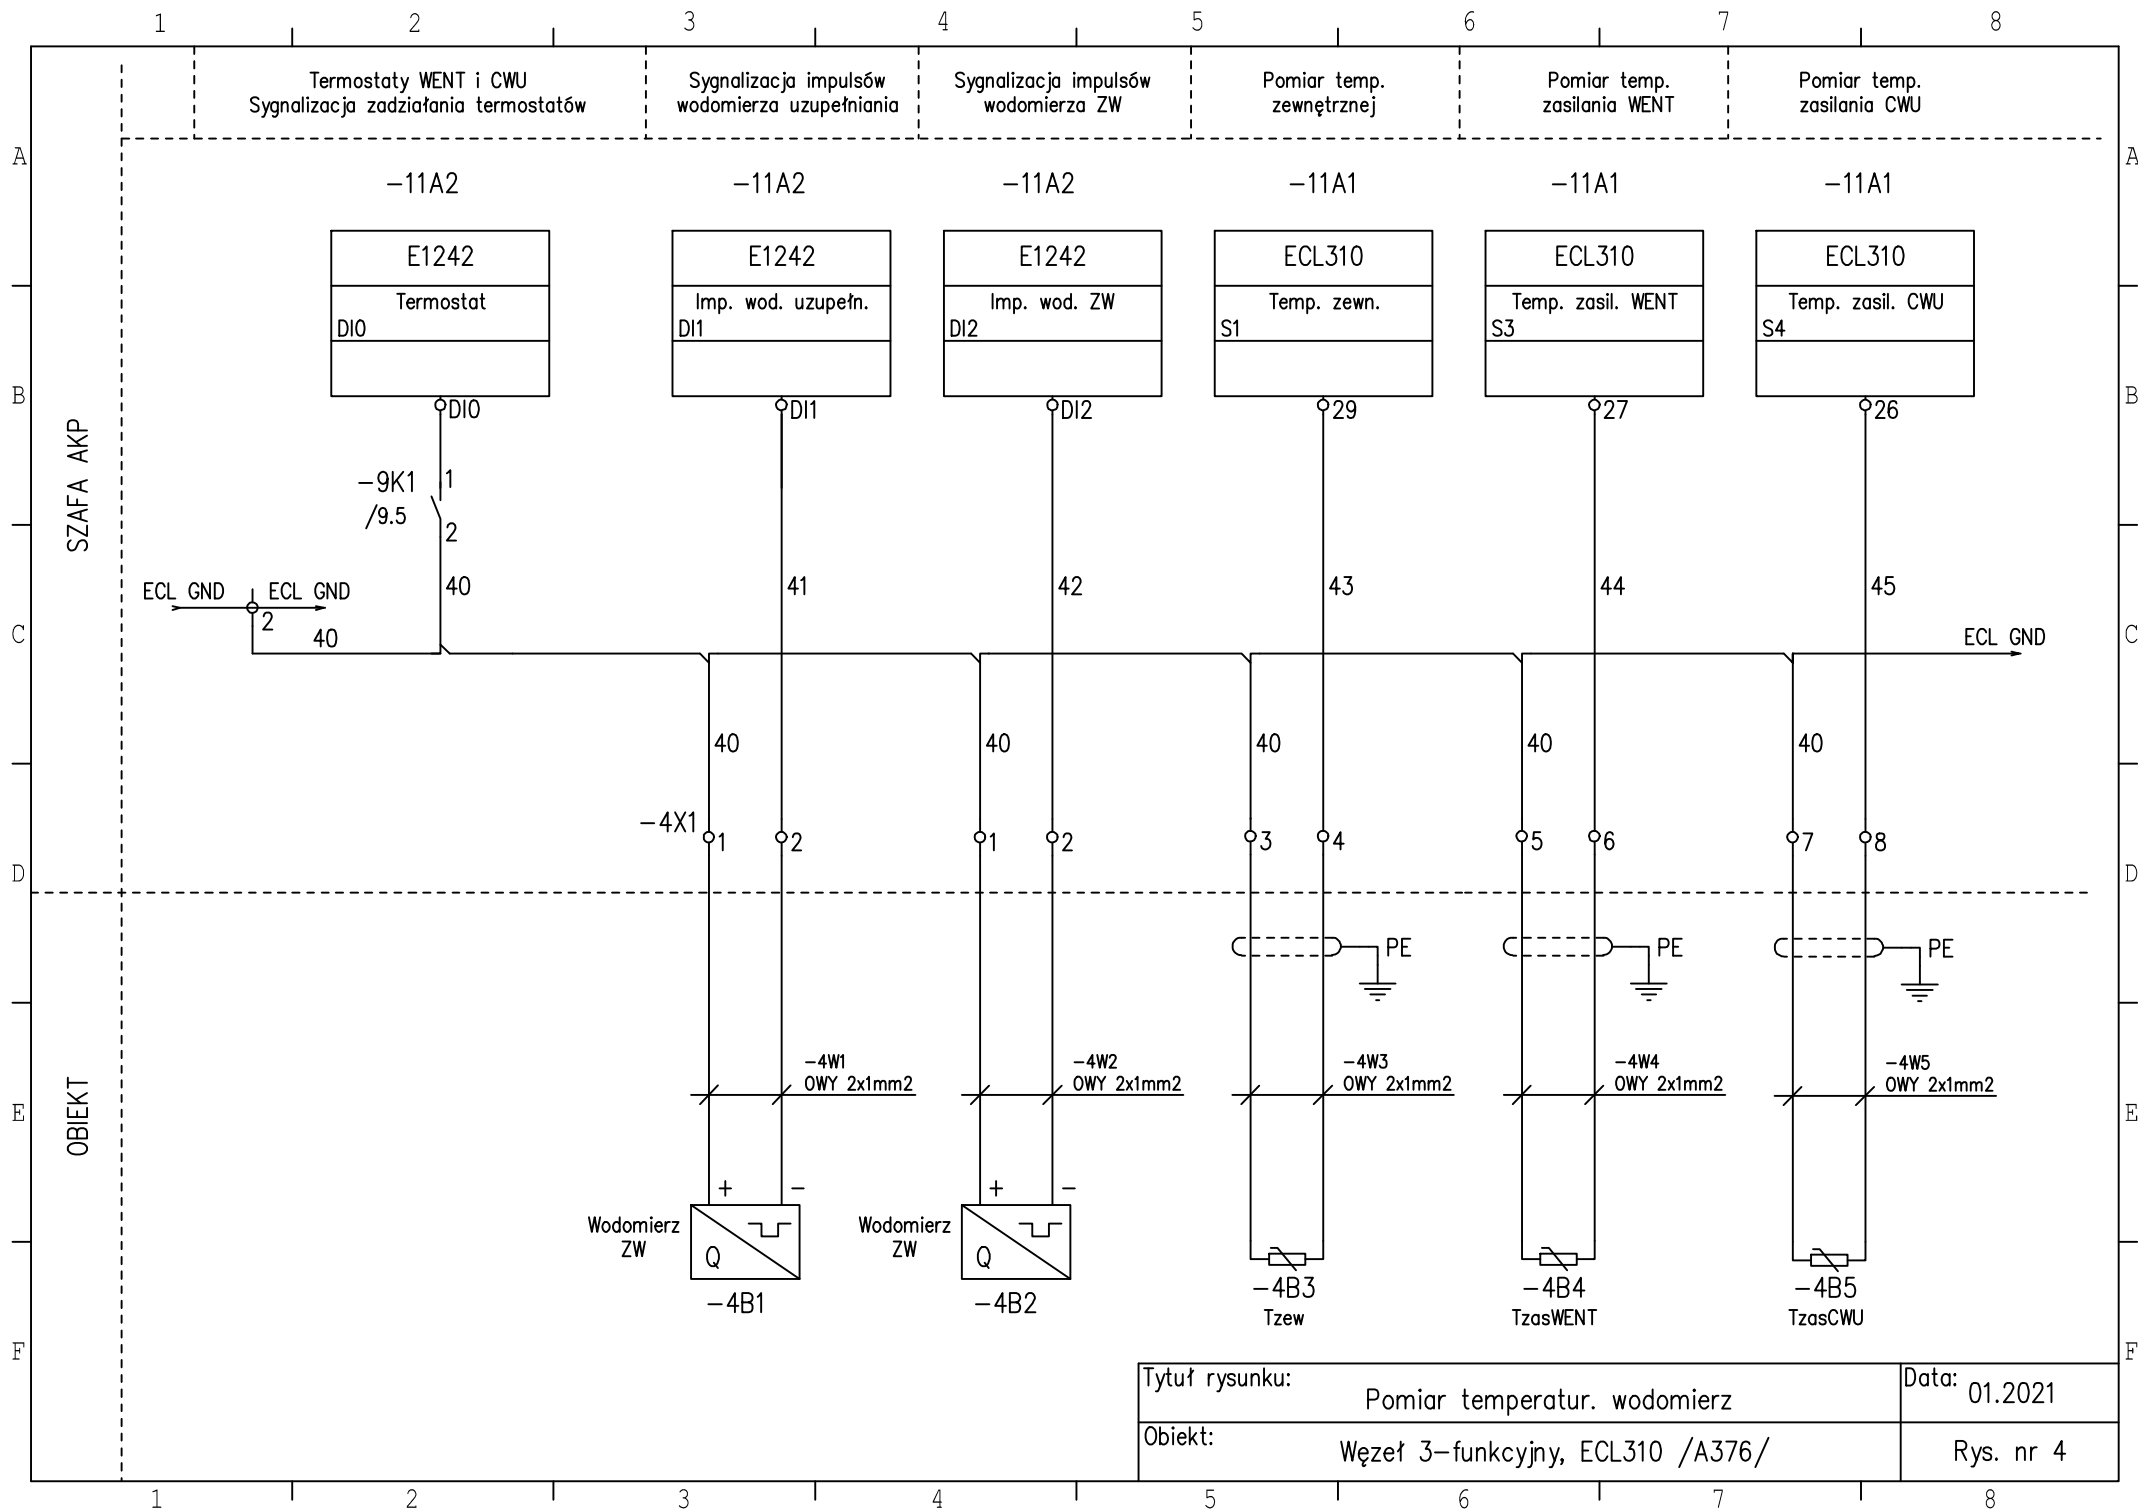 1 2 3 4 5 6 7 8
Termostaty WENT i CWU
Sygnalizacja zadziałania termostatów
Sygnalizacja impulsów
wodomierza uzupełniania
Sygnalizacja impulsów
wodomierza ZW
Pomiar temp.
zewnętrznej
Pomiar temp.
zasilania WENT
Pomiar temp.
zasilania CWU
A A
-11A2 -11A2 -11A2 -11A1 -11A1 -11A1
E1242 E1242 E1242 ECL310 ECL310 ECL310
Termostat
DI0
Imp. wod. uzupełn.
DI1
Imp. wod. ZW
DI2
Temp. zewn.
S1
Temp. zasil. WENT
S3
Temp. zasil. CWU
S4
B B
DI0 DI1 DI2 29 27 26
SZAFA AKP
-9K1 1
/9.5
2
ECL GND ECL GND
2
40 41 42 43 44 45
40
ECL GND
C C
40 40 40 40 40
-4X1
1 2 1 2 3 4 5 6 7 8
D D
PE PE PE
OBIEKT
-4W1
OWY 2x1mm2
-4W2
OWY 2x1mm2
-4W3
OWY 2x1mm2
-4W4
OWY 2x1mm2
-4W5
OWY 2x1mm2
E E
+ - + -
Wodomierz
ZW
Q
-4B1
Wodomierz
ZW
Q
-4B2
-4B3
Tzew
-4B4
TzasWENT
-4B5
TzasCWU
F F
Tytuł rysunku:
Pomiar temperatur. wodomierz
Data:
01.2021
Obiekt:
Węzeł 3-funkcyjny, ECL310 /A376/
Rys. nr 4
1 2 3 4 5 6 7 8